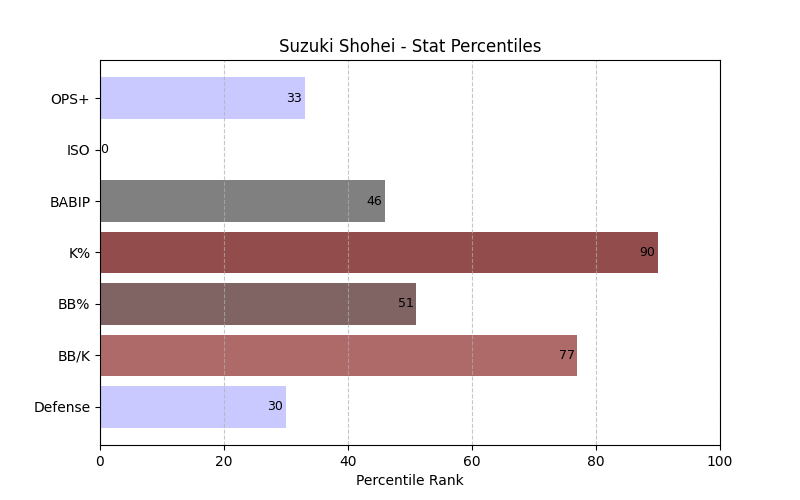 Suzuki Shohei - Stat Percentiles
OPS+ 33
ISO 0
BABIP 46
K% 90
BB% 51
BB/K 77
Defense 30
0 20 40 60 80 100
Percentile Rank